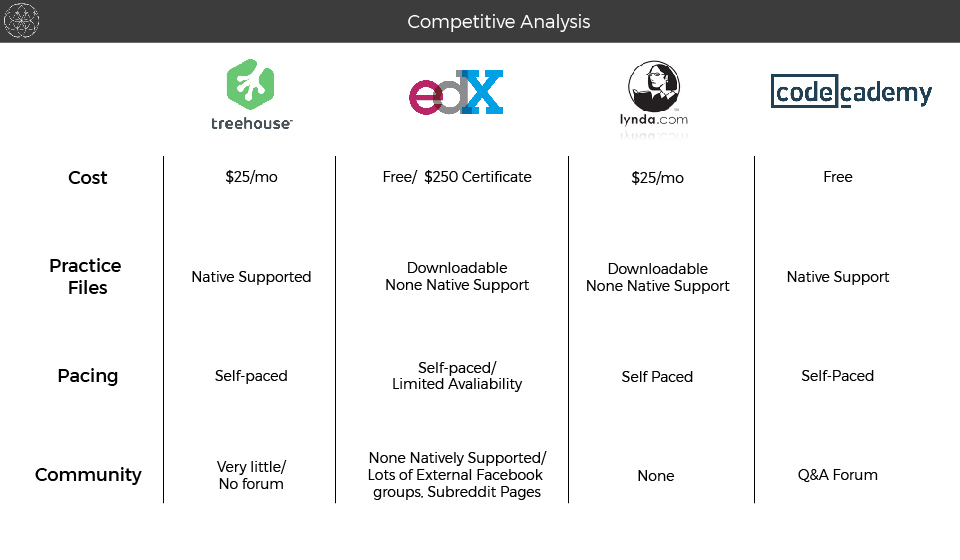 Competitive Analysis
treehouse™
edX
lynda.com™
codecademy
Cost
$25/mo
Free/ $250 Certificate
$25/mo
Free
Practice
Files
Native Supported
Downloadable
None Native Support
Downloadable
None Native Support
Native Support
Pacing
Self-paced
Self-paced/
Limited Avaliability
Self Paced
Self-Paced
Community
Very little/
No forum
None Natively Supported/
Lots of External Facebook
groups, Subreddit Pages
None
Q&A Forum